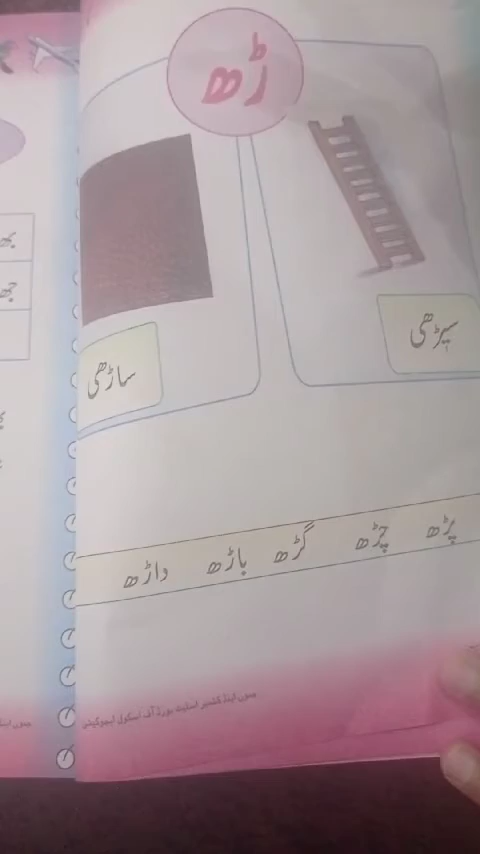 ڑھ
سیڑھی
ساڑھی
پڑھ چڑھ گڑھ باڑھ داڑھ
جموں اینڈ کشمیر اسٹیٹ بورڈ آف اسکول ایجوکیشن